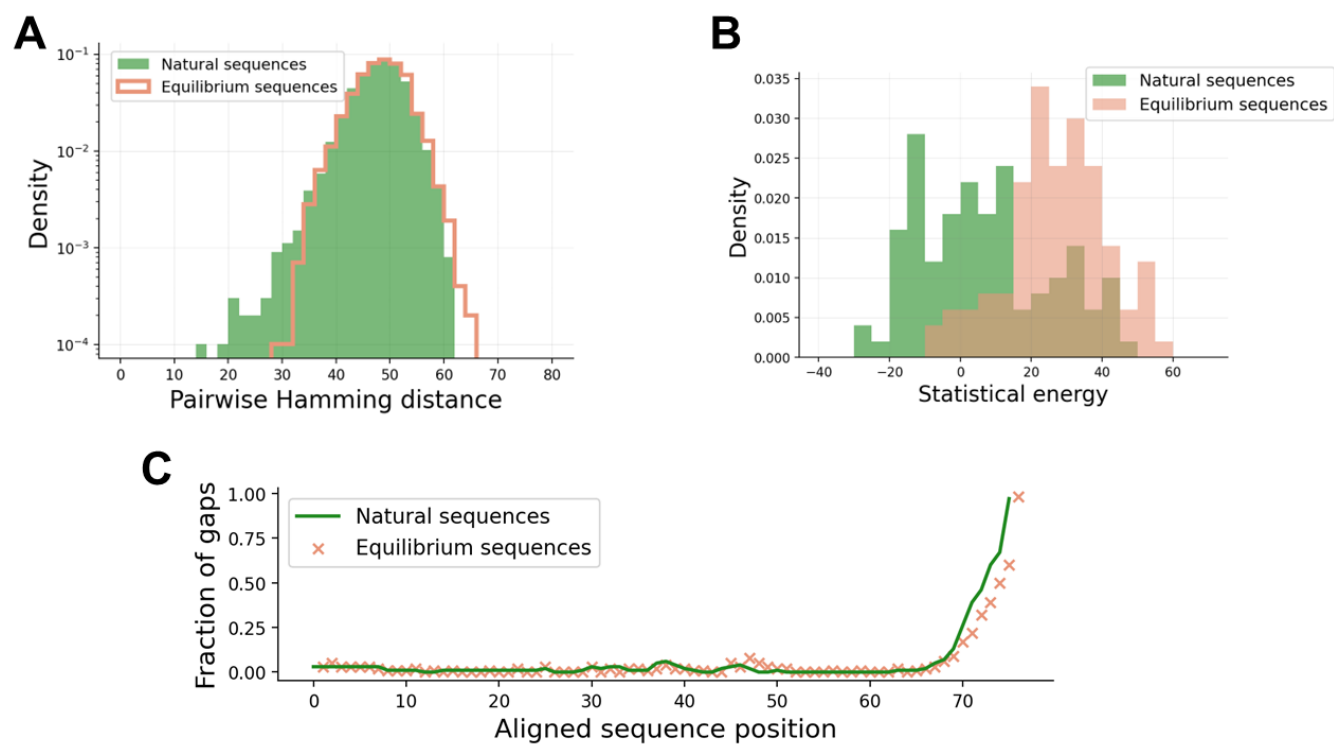 A
Density
10⁻¹
10⁻²
10⁻³
10⁻⁴
Natural sequences
Equilibrium sequences
0 10 20 30 40 50 60 70 80
Pairwise Hamming distance
B
Density
0.035
0.030
0.025
0.020
0.015
0.010
0.005
0.000
Natural sequences
Equilibrium sequences
−40 −20 0 20 40 60
Statistical energy
C
Fraction of gaps
1.00
0.75
0.50
0.25
0.00
Natural sequences
Equilibrium sequences
0 10 20 30 40 50 60 70
Aligned sequence position